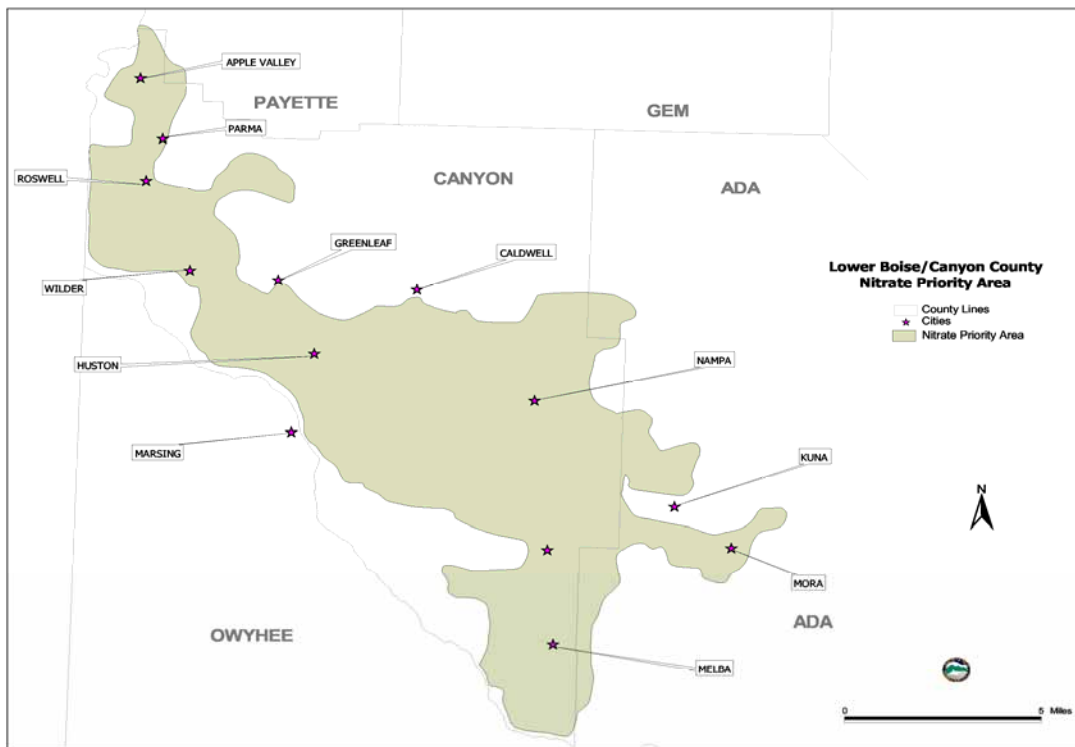 APPLE VALLEY
PAYETTE
GEM
PARMA
ROSWELL
CANYON
ADA
GREENLEAF
CALDWELL
WILDER
Lower Boise/Canyon County
Nitrate Priority Area
County Lines
Cities
Nitrate Priority Area
HUSTON
NAMPA
MARSING
KUNA
N
MORA
OWYHEE
ADA
MELBA
0 5 Miles